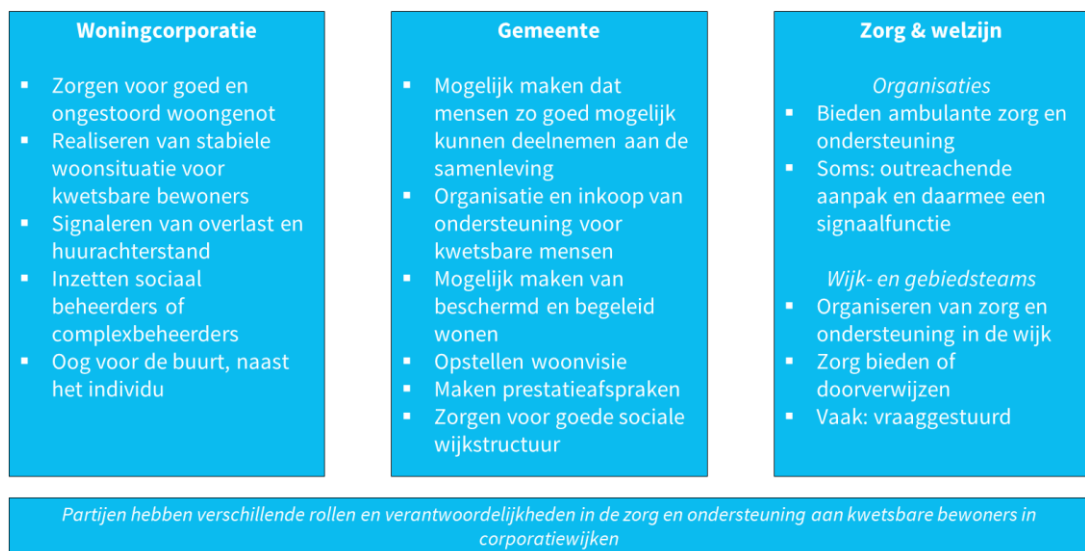 Woningcorporatie
▪ Zorgen voor goed en
ongestoord woongenot
▪ Realiseren van stabiele
woonsituatie voor
kwetsbare bewoners
▪ Signaleren van overlast en
huurachterstand
▪ Inzetten sociaal
beheerders of
complexbeheerders
▪ Oog voor de buurt, naast
het individu
Gemeente
▪ Mogelijk maken dat
mensen zo goed mogelijk
kunnen deelnemen aan de
samenleving
▪ Organisatie en inkoop van
ondersteuning voor
kwetsbare mensen
▪ Mogelijk maken van
beschermd en begeleid
wonen
▪ Opstellen woonvisie
▪ Maken prestatieafspraken
▪ Zorgen voor goede sociale
wijkstructuur
Zorg & welzijn
Organisaties
▪ Bieden ambulante zorg en
ondersteuning
▪ Soms: outreachende
aanpak en daarmee een
signaalfunctie
Wijk- en gebiedsteams
▪ Organiseren van zorg en
ondersteuning in de wijk
▪ Zorg bieden of
doorverwijzen
▪ Vaak: vraaggestuurd
Partijen hebben verschillende rollen en verantwoordelijkheden in de zorg en ondersteuning aan kwetsbare bewoners in
corporatiewijken